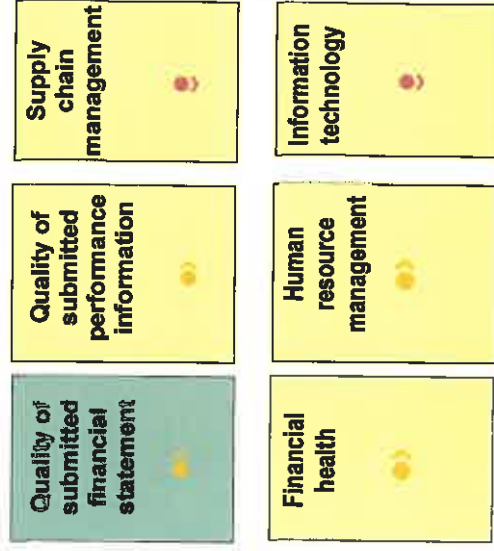 Quality of
submitted
financial
statement
Quality of
submitted
performance
information
Supply
chain
management
Financial
health
Human
resource
management
Information
technology